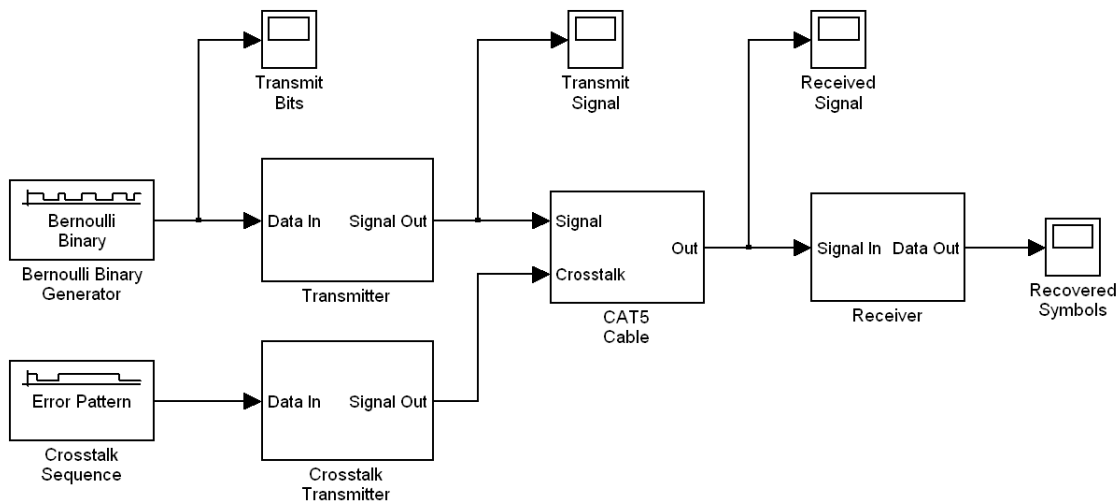 Transmit
Bits
Transmit
Signal
Received
Signal
Bernoulli
Binary
Bernoulli Binary
Generator
Data In
Signal Out
Transmitter
Signal
Crosstalk
Out
CAT5
Cable
Signal In
Data Out
Receiver
Recovered
Symbols
Error Pattern
Crosstalk
Sequence
Data In
Signal Out
Crosstalk
Transmitter